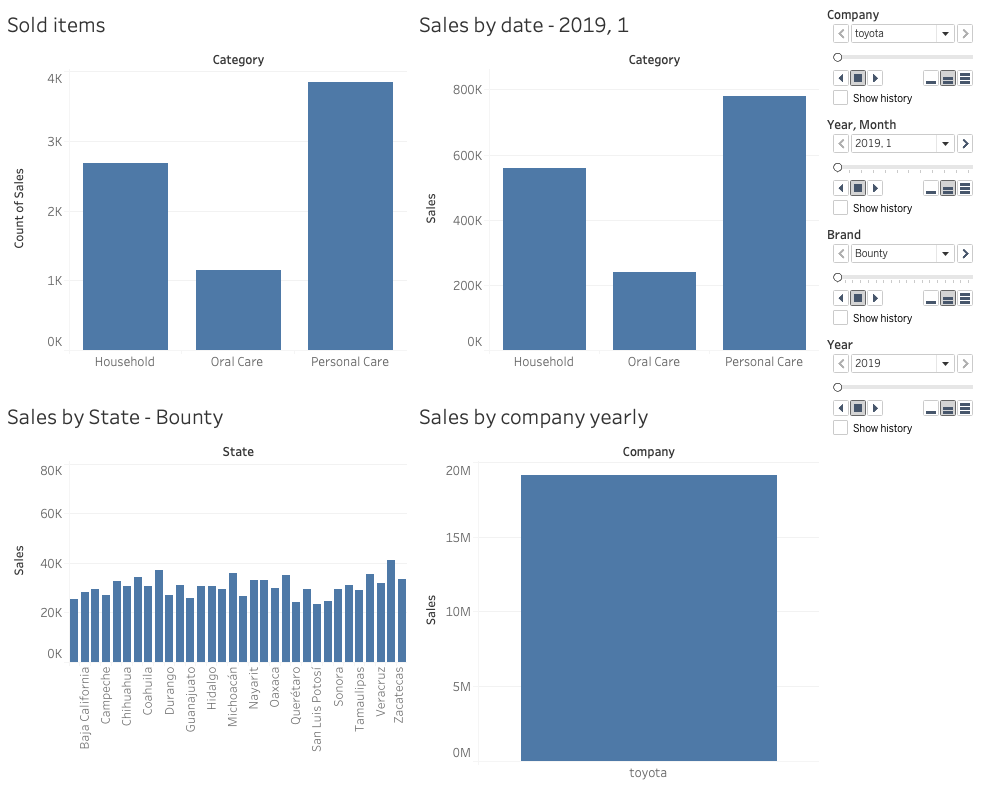 Sold items
Category
4K
3K
2K
1K
0K
Count of Sales
Household
Oral Care
Personal Care
Sales by date - 2019, 1
Category
800K
600K
400K
200K
0K
Sales
Household
Oral Care
Personal Care
Company
toyota
Show history
Year, Month
2019, 1
Show history
Brand
Bounty
Show history
Year
2019
Show history
Sales by State - Bounty
State
80K
60K
40K
20K
0K
Sales
Baja California
Campeche
Chihuahua
Coahuila
Durango
Guanajuato
Hidalgo
Michoacán
Nayarit
Oaxaca
Querétaro
San Luis Potosí
Sonora
Tamaulipas
Veracruz
Zacatecas
Sales by company yearly
Company
20M
15M
10M
5M
0M
Sales
toyota